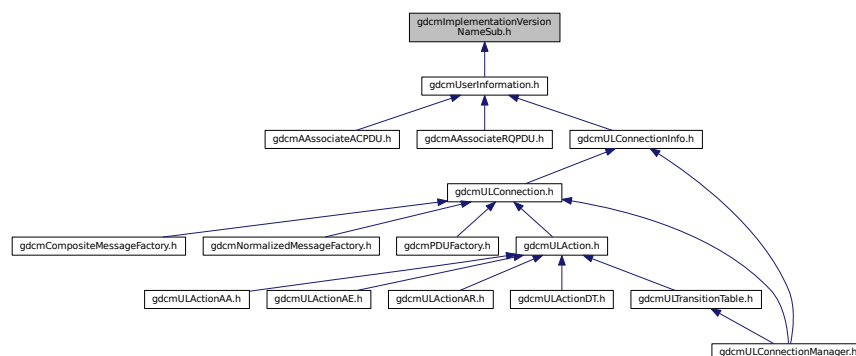 gdcmImplementationVersion
NameSub.h
gdcmUserInformation.h
gdcmAAssociateACPDU.h
gdcmAAssociateRQPDU.h
gdcmULConnectionInfo.h
gdcmULConnection.h
gdcmCompositeMessageFactory.h
gdcmNormalizedMessageFactory.h
gdcmPDUFactory.h
gdcmULAction.h
gdcmULActionAA.h
gdcmULActionAE.h
gdcmULActionAR.h
gdcmULActionDT.h
gdcmULTransitionTable.h
gdcmULConnectionManager.h